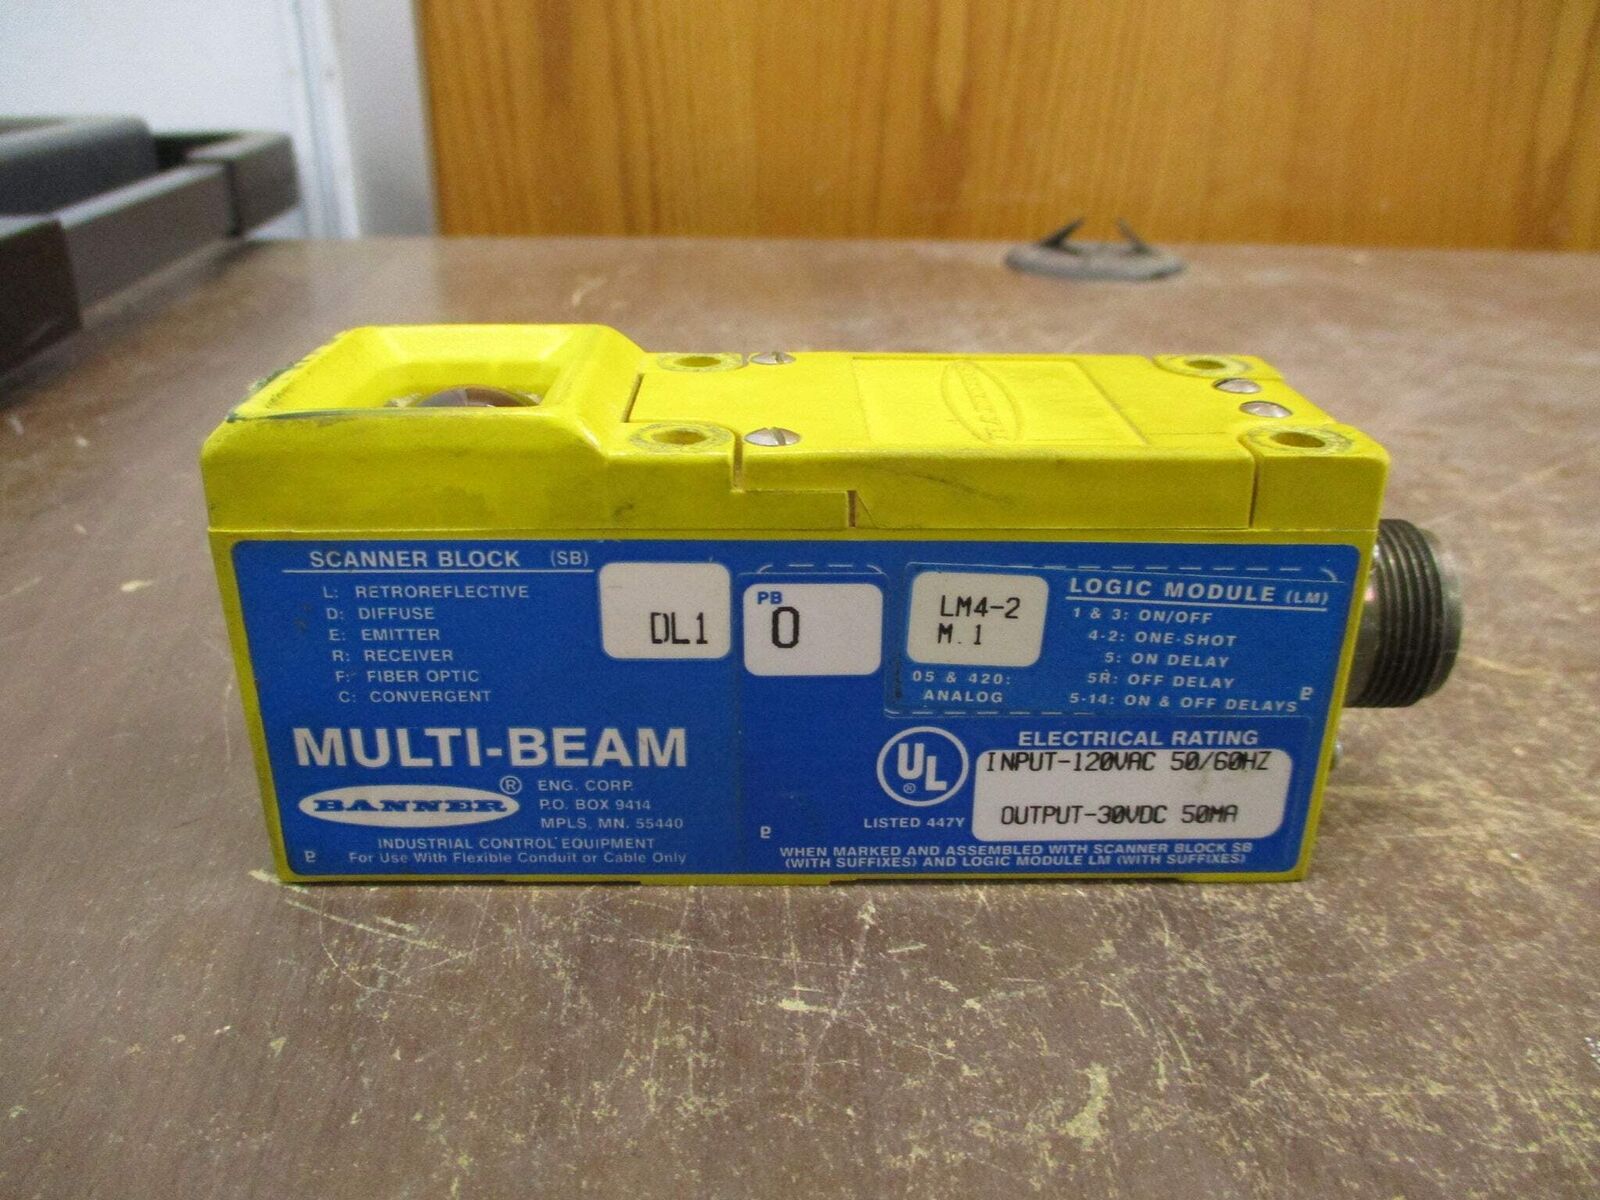 SCANNER BLOCK (SB)
L: RETROREFLECTIVE
D: DIFFUSE
E: EMITTER
R: RECEIVER
F: FIBER OPTIC
C: CONVERGENT
DL1
PB
0
LM4-2
M.1
LOGIC MODULE (LM)
1 & 3: ON/OFF
4-2: ONE-SHOT
5: ON DELAY
5R: OFF DELAY
5-14: ON & OFF DELAYS
05 & 420:
ANALOG
MULTI-BEAM
BANNER ®
ENG. CORP.
P.O. BOX 9414
MPLS, MN. 55440
INDUSTRIAL CONTROL EQUIPMENT
For Use With Flexible Conduit or Cable Only
UL ®
LISTED 447Y
ELECTRICAL RATING
INPUT-120VAC 50/60HZ
OUTPUT-30VDC 50MA
WHEN MARKED AND ASSEMBLED WITH SCANNER BLOCK SB
(WITH SUFFIXES) AND LOGIC MODULE LM (WITH SUFFIXES)